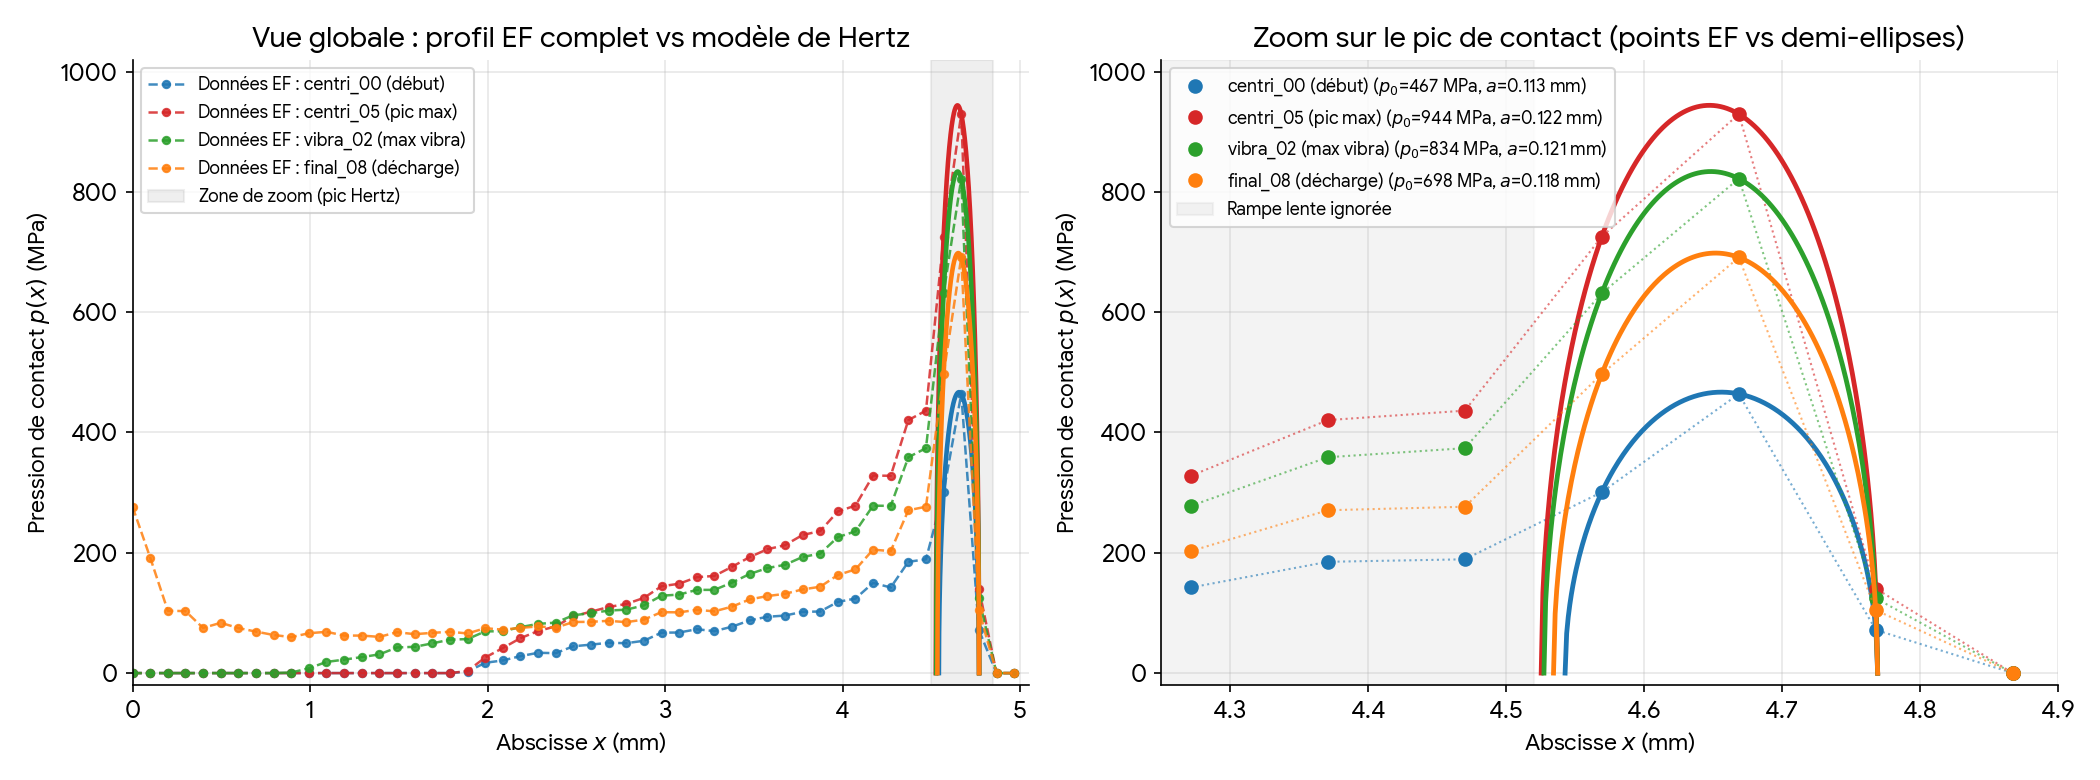 Vue globale : profil EF complet vs modèle de Hertz
Pression de contact p(x) (MPa)
1000
800
600
400
200
0
Données EF : centri_00 (début)
Données EF : centri_05 (pic max)
Données EF : vibra_02 (max vibra)
Données EF : final_08 (décharge)
Zone de zoom (pic Hertz)
0 1 2 3 4 5
Abscisse x (mm)
Zoom sur le pic de contact (points EF vs demi-ellipses)
Pression de contact p(x) (MPa)
1000
800
600
400
200
0
centri_00 (début) (p₀=467 MPa, a=0.113 mm)
centri_05 (pic max) (p₀=944 MPa, a=0.122 mm)
vibra_02 (max vibra) (p₀=834 MPa, a=0.121 mm)
final_08 (décharge) (p₀=698 MPa, a=0.118 mm)
Rampe lente ignorée
4.3 4.4 4.5 4.6 4.7 4.8 4.9
Abscisse x (mm)